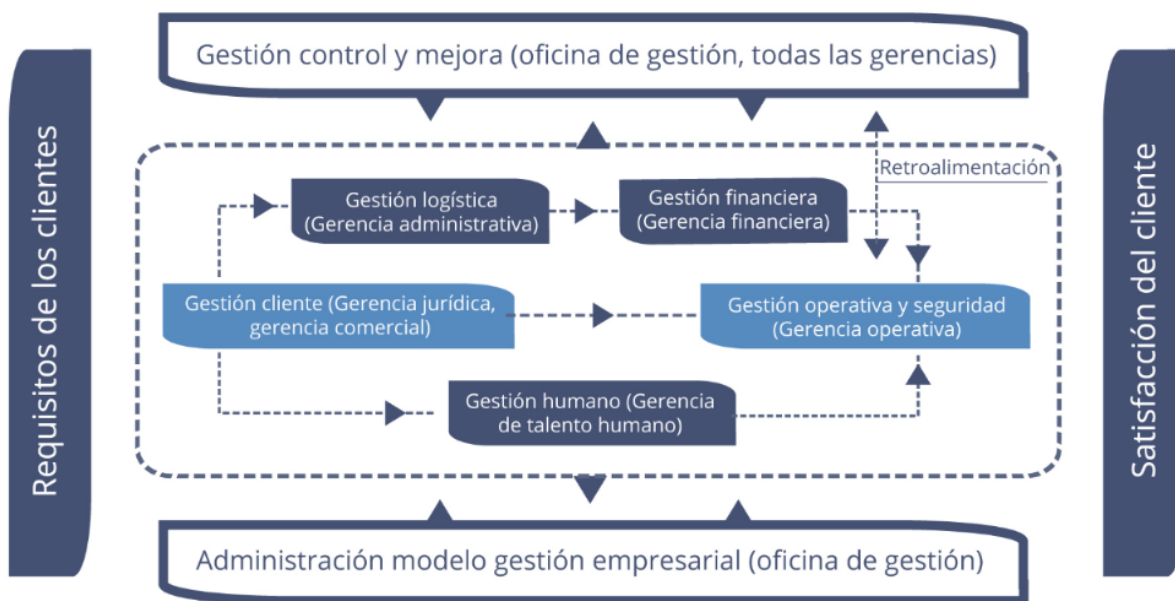 Requisitos de los clientes
Gestión control y mejora (oficina de gestión, todas las gerencias)
Retroalimentación
Gestión logística
(Gerencia administrativa)
Gestión financiera
(Gerencia financiera)
Gestión cliente (Gerencia jurídica,
gerencia comercial)
Gestión operativa y seguridad
(Gerencia operativa)
Gestión humano (Gerencia
de talento humano)
Administración modelo gestión empresarial (oficina de gestión)
Satisfacción del cliente